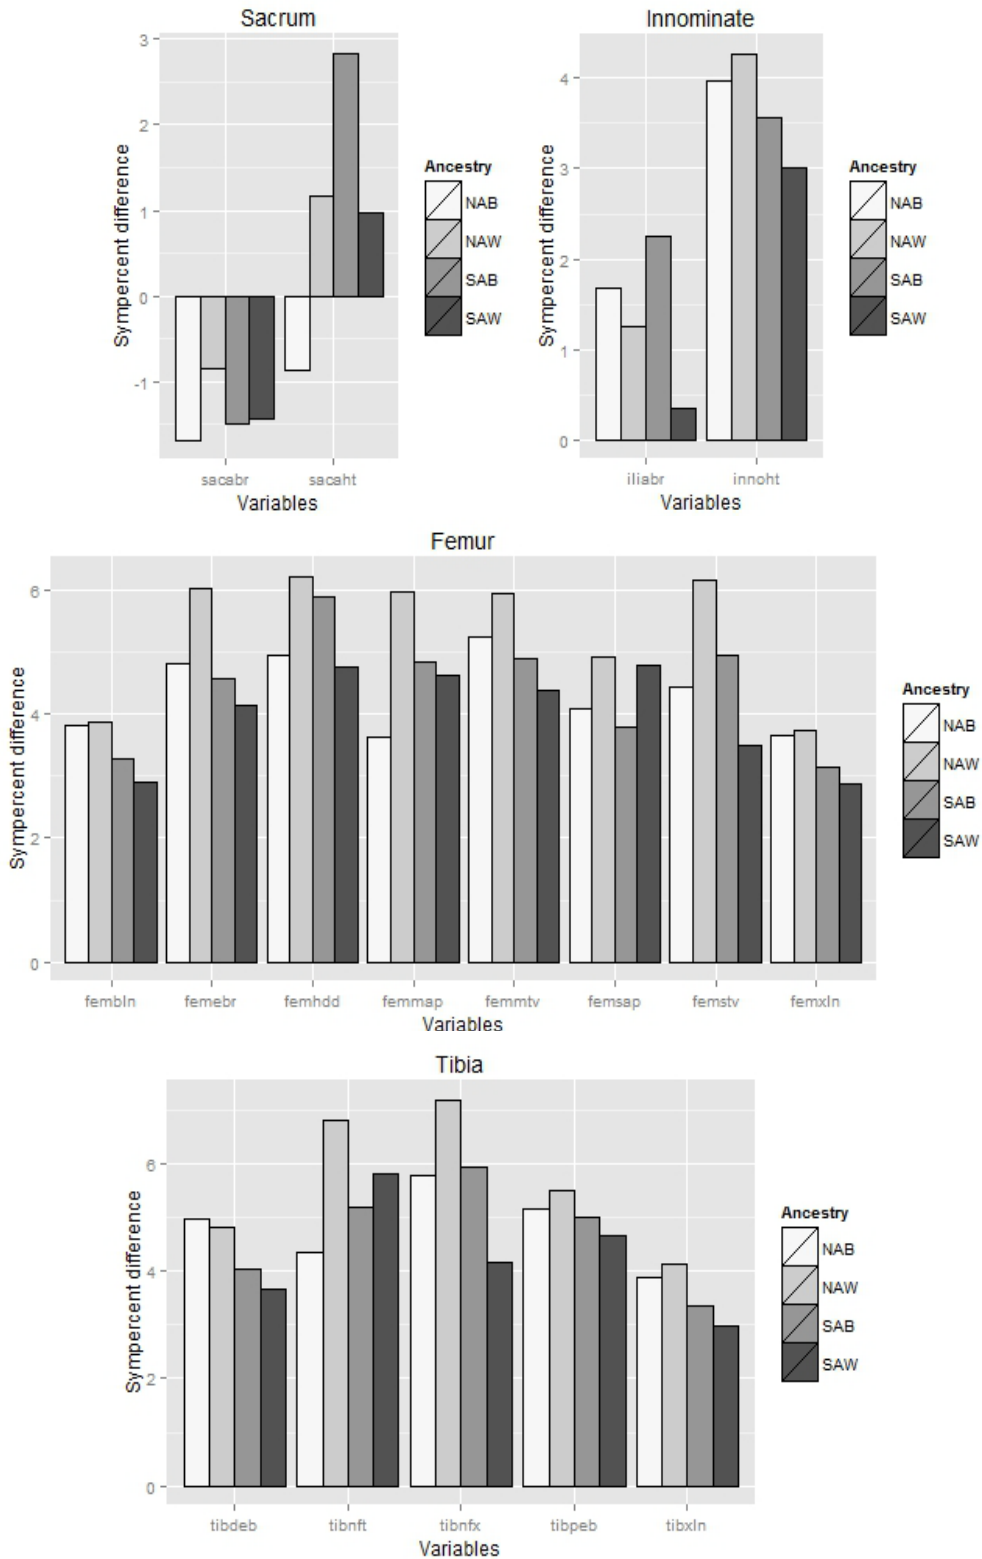 Sacrum
3
2
1
0
-1
Sympercent difference
sacabr
sacaht
Variables
Ancestry
NAB
NAW
SAB
SAW
Innominate
4
3
2
1
0
Sympercent difference
iliabr
innoht
Variables
Ancestry
NAB
NAW
SAB
SAW
Femur
6
4
2
0
Sympercent difference
fembln
femebr
femhdd
femmap
femmtv
femsap
femstv
femxln
Variables
Ancestry
NAB
NAW
SAB
SAW
Tibia
6
4
2
0
Sympercent difference
tibdeb
tibnft
tibnfx
tibpeb
tibxln
Variables
Ancestry
NAB
NAW
SAB
SAW